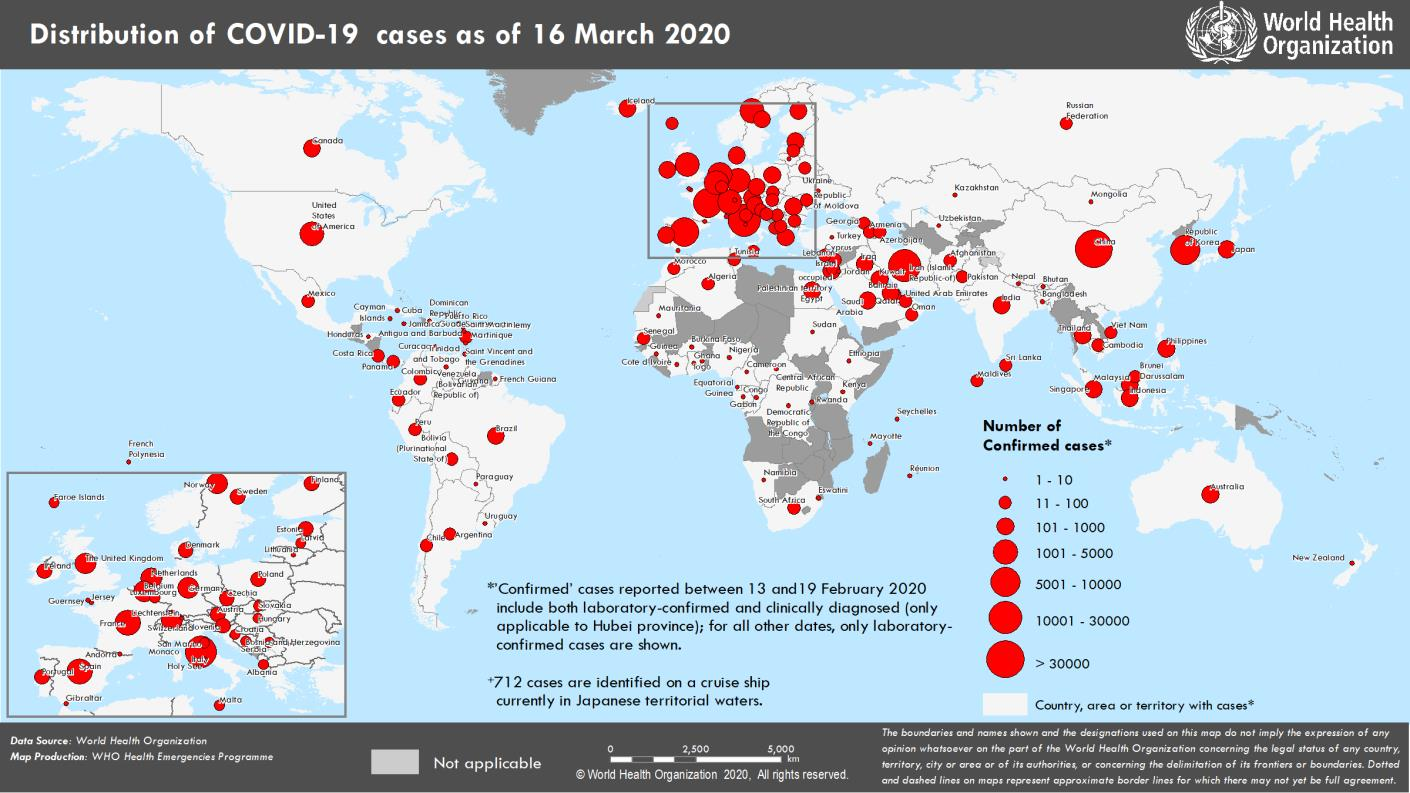 Distribution of COVID-19 cases as of 16 March 2020
World Health
Organization
Iceland
Russian
Federation
Canada
United
States
of America
Mexico
Ukraine
Republic
of Moldova
Kazakhstan
Mongolia
Uzbekistan
Georgia
Armenia
Azerbaijan
Turkey
Cyprus
Lebanon
Israel
Iraq
Jordan
Kuwait
Iran (Islamic
Republic of)
Afghanistan
Pakistan
China
Republic
of Korea
Japan
Nepal
Bhutan
Bangladesh
India
Tunisia
Morocco
Algeria
occupied
Palestinian territory
Egypt
Bahrain
Saudi
Arabia
Qatar
United Arab Emirates
Oman
Cayman
Islands
Cuba
Dominican
Republic
Puerto Rico
Jamaica
Saint Martin
Honduras
Antigua and Barbuda
Martinique
Costa Rica
Curacao
Trinidad
and Tobago
Saint Vincent and
the Grenadines
Panama
Colombia
Venezuela
(Bolivarian
Republic of)
Guyana
French Guiana
Ecuador
Peru
Brazil
Bolivia
(Plurinational
State of)
Paraguay
Uruguay
Chile
Argentina
French
Polynesia
Mauritania
Senegal
Guinea
Burkina Faso
Cote d'Ivoire
Ghana
Togo
Nigeria
Cameroon
Sudan
Ethiopia
Central African
Republic
Equatorial
Guinea
Congo
Gabon
Kenya
Rwanda
Democratic
Republic of
the Congo
Seychelles
Mayotte
Réunion
Namibia
Eswatini
South Africa
Thailand
Viet Nam
Cambodia
Philippines
Sri Lanka
Maldives
Brunei
Darussalam
Malaysia
Singapore
Indonesia
Australia
New Zealand
Norway
Sweden
Finland
Faroe Islands
Estonia
Latvia
Lithuania
Denmark
Ireland
The United Kingdom
Netherlands
Belgium
Luxembourg
Germany
Poland
Czechia
Guernsey
Jersey
Slovakia
Liechtenstein
Austria
Hungary
France
Switzerland
Slovenia
Croatia
San Marino
Monaco
Italy
Bosnia and Herzegovina
Serbia
Andorra
Holy See
Albania
Portugal
Spain
Gibraltar
Malta
Number of
Confirmed cases*
1 - 10
11 - 100
101 - 1000
1001 - 5000
5001 - 10000
10001 - 30000
> 30000
Country, area or territory with cases*
*'Confirmed' cases reported between 13 and19 February 2020
include both laboratory-confirmed and clinically diagnosed (only
applicable to Hubei province); for all other dates, only laboratory-
confirmed cases are shown.
+712 cases are identified on a cruise ship
currently in Japanese territorial waters.
Data Source: World Health Organization
Map Production: WHO Health Emergencies Programme
Not applicable
0 2,500 5,000
km
© World Health Organization 2020, All rights reserved.
The boundaries and names shown and the designations used on this map do not imply the expression of any
opinion whatsoever on the part of the World Health Organization concerning the legal status of any country,
territory, city or area or of its authorities, or concerning the delimitation of its frontiers or boundaries. Dotted
and dashed lines on maps represent approximate border lines for which there may not yet be full agreement.